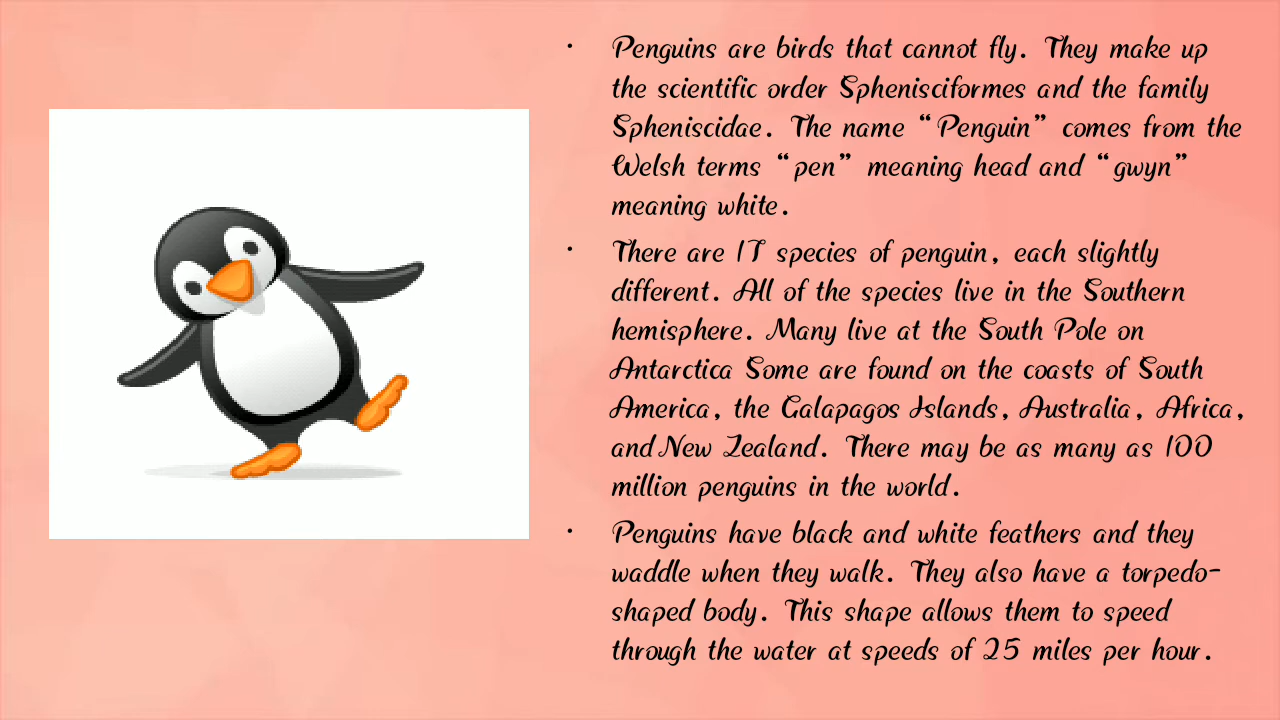 • Penguins are birds that cannot fly. They make up
the scientific order Sphenisciformes and the family
Spheniscidae. The name “Penguin” comes from the
Welsh terms “pen” meaning head and “gwyn”
meaning white.
• There are 17 species of penguin, each slightly
different. All of the species live in the Southern
hemisphere. Many live at the South Pole on
Antarctica Some are found on the coasts of South
America, the Galapagos Islands, Australia, Africa,
and New Zealand. There may be as many as 100
million penguins in the world.
• Penguins have black and white feathers and they
waddle when they walk. They also have a torpedo-
shaped body. This shape allows them to speed
through the water at speeds of 25 miles per hour.